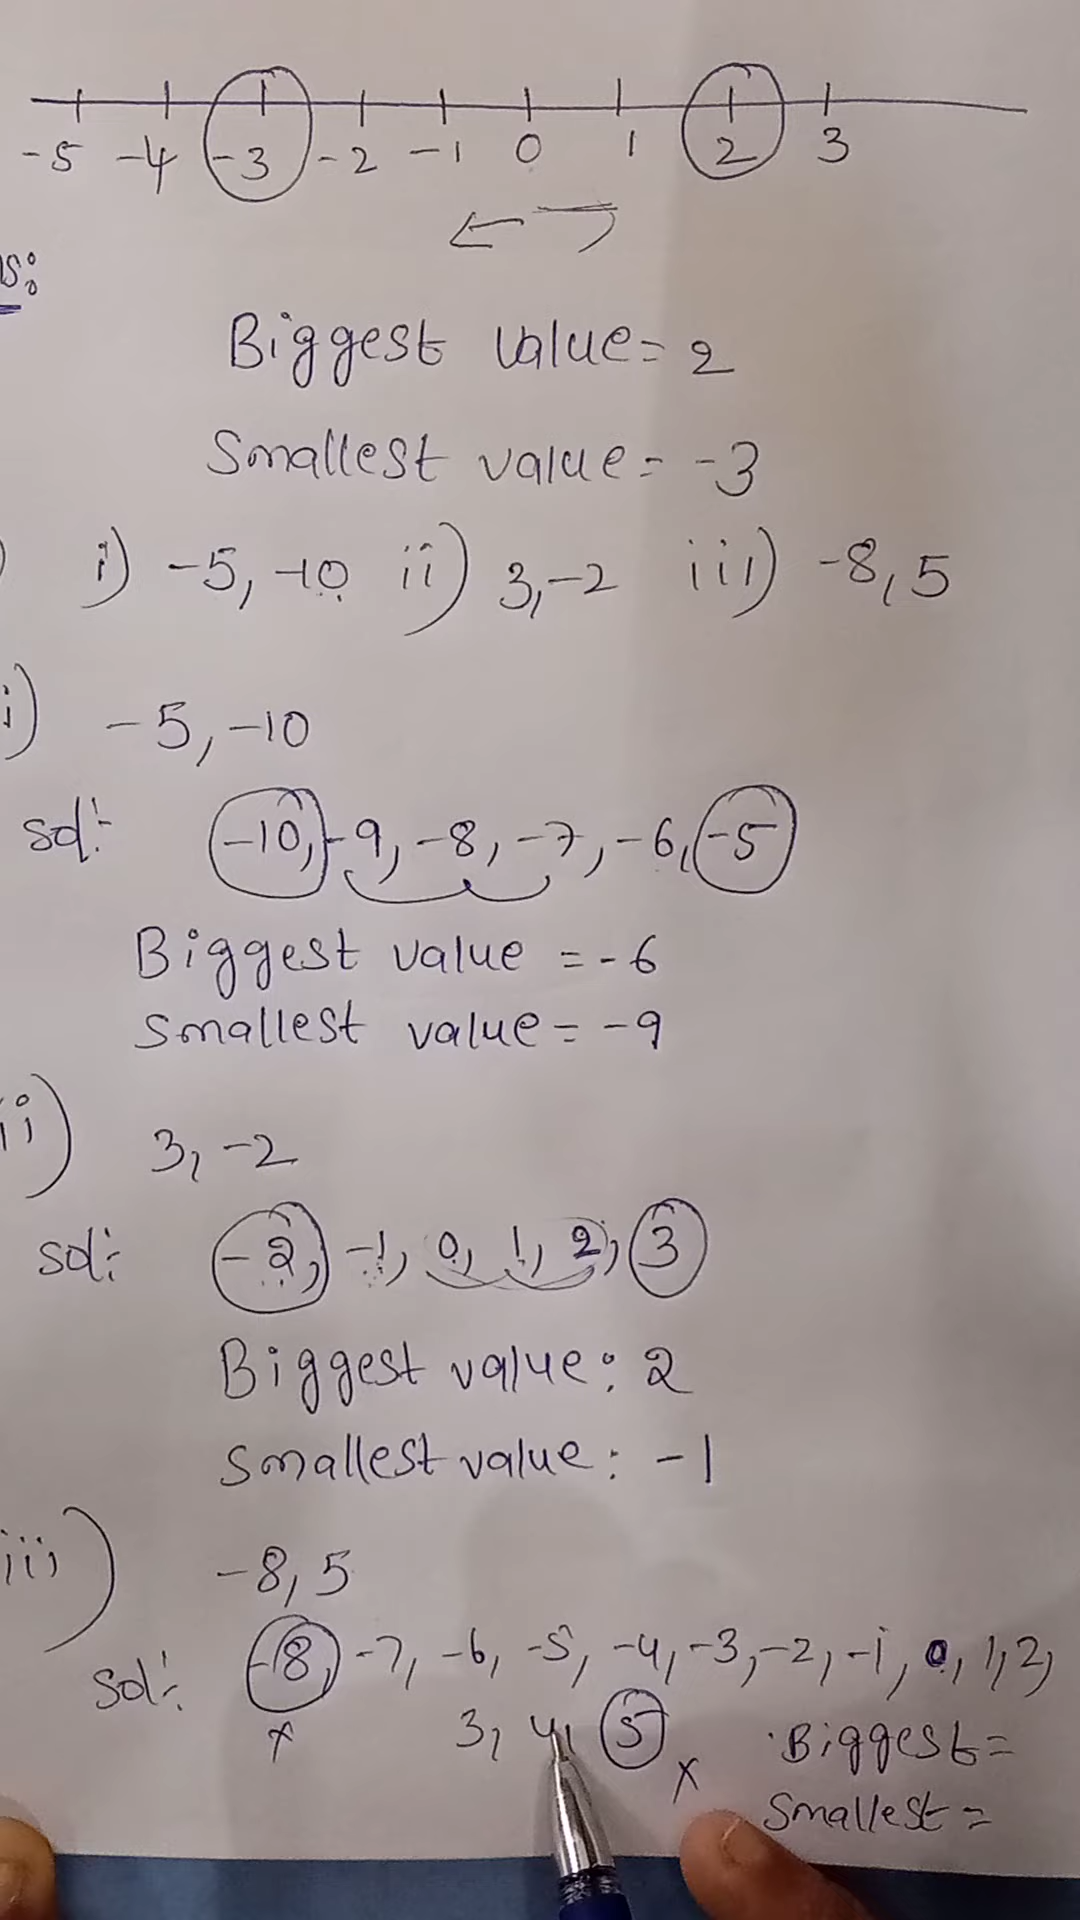 -5 -4 -3 -2 -1 0 1 2 3
s:
Biggest value = 2
Smallest value = -3
) i) -5, -10 ii) 3, -2 iii) -8, 5
i) -5, -10
Sol:- -10, -9, -8, -7, -6, -5
Biggest value = -6
Smallest value = -9
ii) 3, -2
Sol:- -2, -1, 0, 1, 2, 3
Biggest value: 2
Smallest value: -1
iii) -8, 5
Sol:- -8, -7, -6, -5, -4, -3, -2, -1, 0, 1, 2,
x 3, 4, 5 x Biggest =
Smallest =